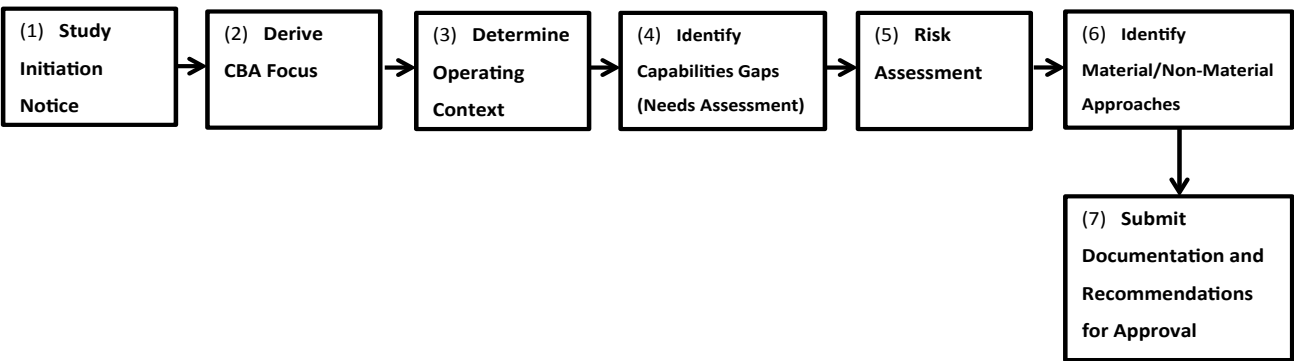 (1) Study
Initiation
Notice
(2) Derive
CBA Focus
(3) Determine
Operating
Context
(4) Identify
Capabilities Gaps
(Needs Assessment)
(5) Risk
Assessment
(6) Identify
Material/Non-Material
Approaches
(7) Submit
Documentation and
Recommendations
for Approval